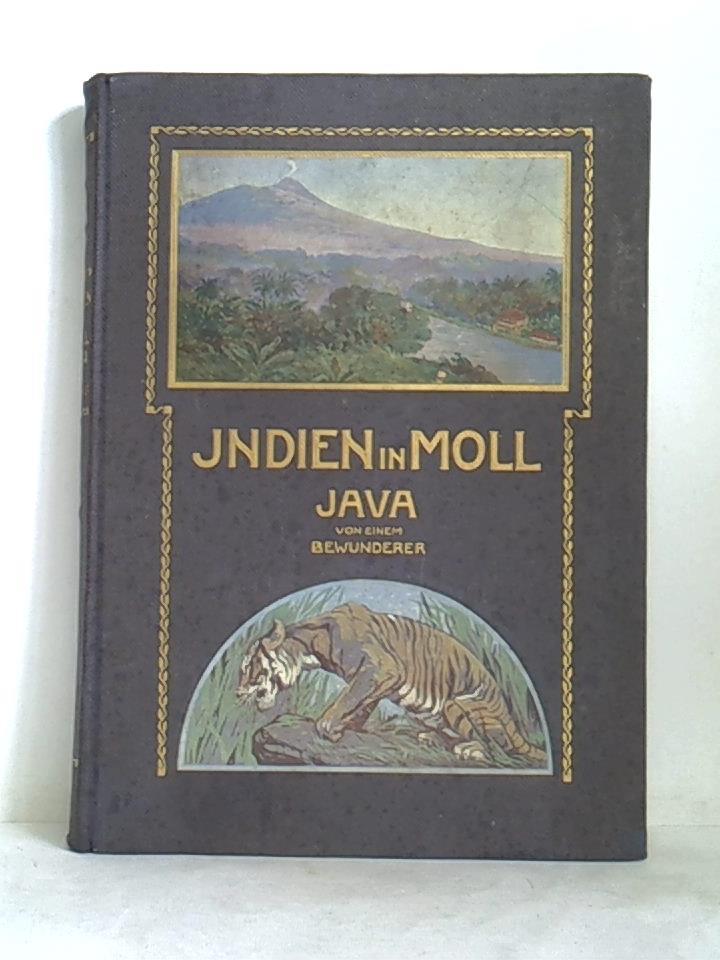 JNDIEN IN MOLL
JAVA
VON EINEM
BEWUNDERER